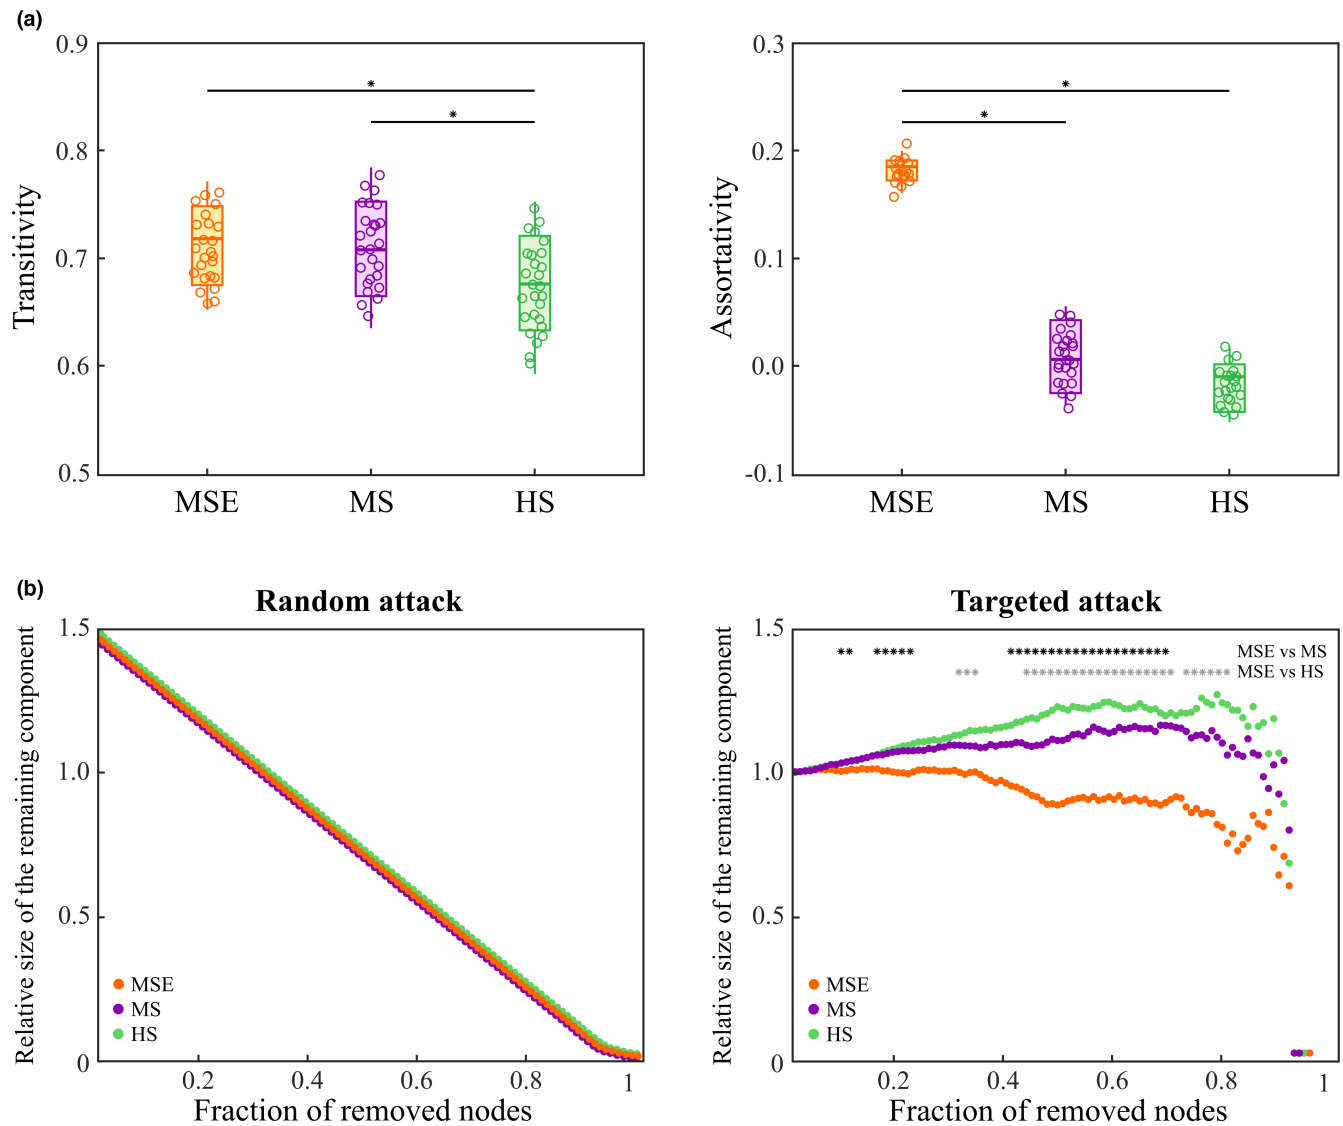 (a)
0.9
0.8
0.7
0.6
0.5
Transitivity
*
*
MSE
MS
HS
0.3
0.2
0.1
0.0
-0.1
Assortativity
*
*
MSE
MS
HS
(b)
Random attack
1.5
1.0
0.5
0
Relative size of the remaining component
MSE
MS
HS
0.2
0.4
0.6
0.8
1
Fraction of removed nodes
Targeted attack
1.5
1.0
0.5
0
Relative size of the remaining component
MSE vs MS
MSE vs HS
MSE
MS
HS
0.2
0.4
0.6
0.8
1
Fraction of removed nodes